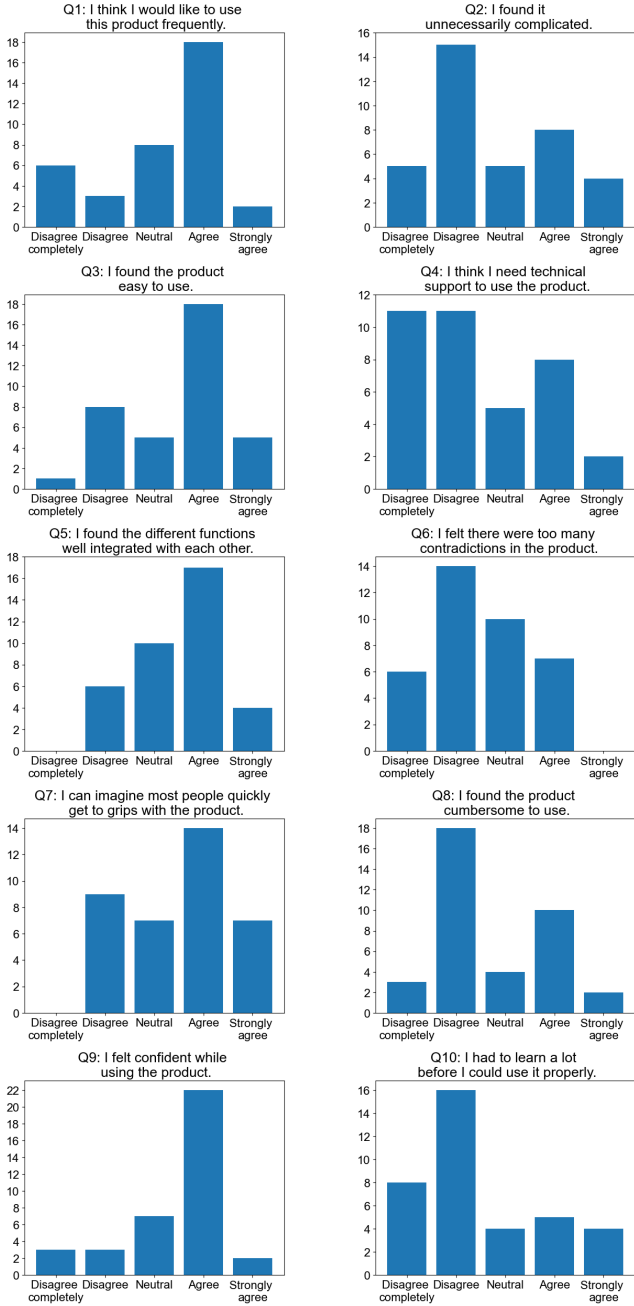 Q1: I think I would like to use
this product frequently.
18
16
14
12
10
8
6
4
2
0
Disagree completely
Disagree
Neutral
Agree
Strongly agree
Q2: I found it
unnecessarily complicated.
16
14
12
10
8
6
4
2
0
Disagree completely
Disagree
Neutral
Agree
Strongly agree
Q3: I found the product
easy to use.
18
16
14
12
10
8
6
4
2
0
Disagree completely
Disagree
Neutral
Agree
Strongly agree
Q4: I think I need technical
support to use the product.
12
10
8
6
4
2
0
Disagree completely
Disagree
Neutral
Agree
Strongly agree
Q5: I found the different functions
well integrated with each other.
18
16
14
12
10
8
6
4
2
0
Disagree completely
Disagree
Neutral
Agree
Strongly agree
Q6: I felt there were too many
contradictions in the product.
14
12
10
8
6
4
2
0
Disagree completely
Disagree
Neutral
Agree
Strongly agree
Q7: I can imagine most people quickly
get to grips with the product.
14
12
10
8
6
4
2
0
Disagree completely
Disagree
Neutral
Agree
Strongly agree
Q8: I found the product
cumbersome to use.
18
16
14
12
10
8
6
4
2
0
Disagree completely
Disagree
Neutral
Agree
Strongly agree
Q9: I felt confident while
using the product.
22
20
18
16
14
12
10
8
6
4
2
0
Disagree completely
Disagree
Neutral
Agree
Strongly agree
Q10: I had to learn a lot
before I could use it properly.
16
14
12
10
8
6
4
2
0
Disagree completely
Disagree
Neutral
Agree
Strongly agree